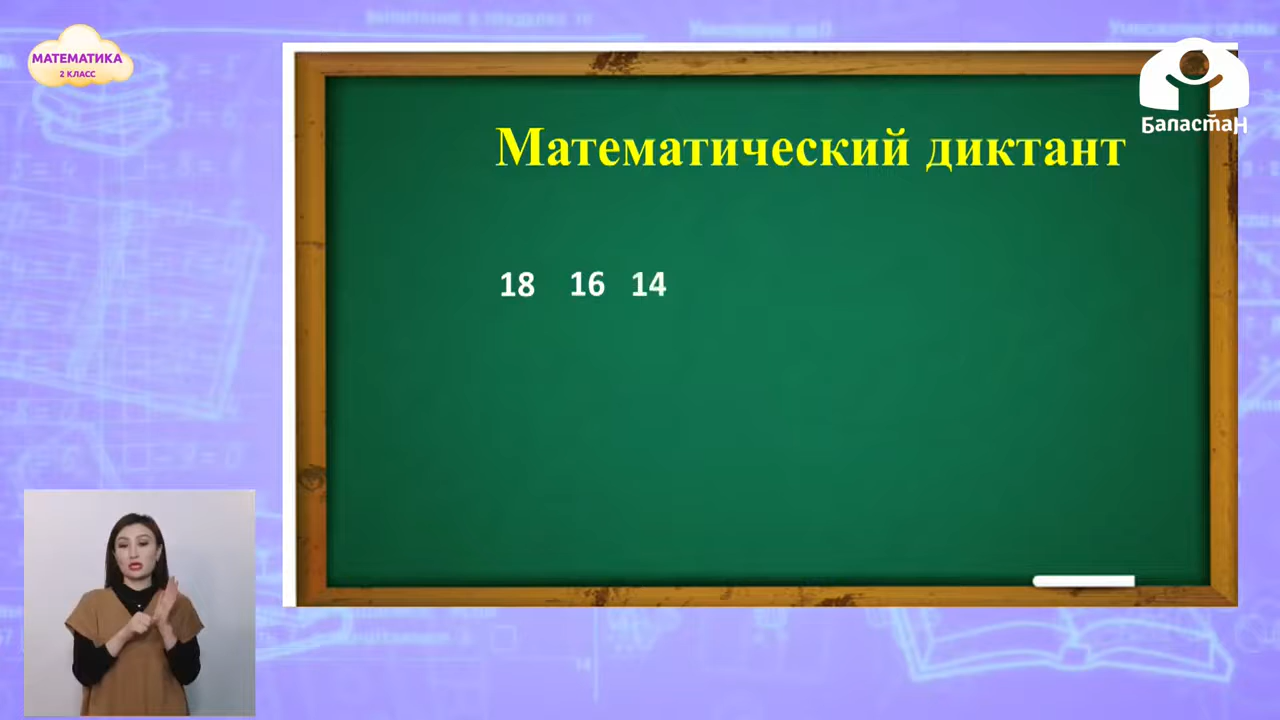 МАТЕМАТИКА
2 КЛАСС
БаласТаН
Математический диктант
18 16 14